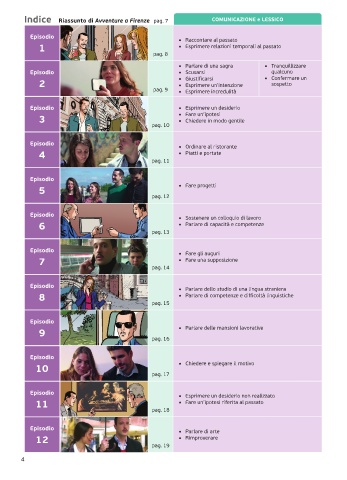 Indice Riassunto di Avventure a Firenze pag. 7
COMUNICAZIONE e LESSICO
Episodio
1
pag. 8
• Raccontare al passato
• Esprimere relazioni temporali al passato
Episodio
2
pag. 9
• Parlare di una sagra
• Scusarsi
• Giustificarsi
• Esprimere un'intenzione
• Esprimere incredulità
• Tranquillizzare
qualcuno
• Confermare un
sospetto
Episodio
3
pag. 10
• Esprimere un desiderio
• Fare un'ipotesi
• Chiedere in modo gentile
Episodio
4
pag. 11
• Ordinare al ristorante
• Piatti e portate
Episodio
5
pag. 12
• Fare progetti
Episodio
6
pag. 13
• Sostenere un colloquio di lavoro
• Parlare di capacità e competenze
Episodio
7
pag. 14
• Fare gli auguri
• Fare una supposizione
Episodio
8
pag. 15
• Parlare dello studio di una lingua straniera
• Parlare di competenze e difficoltà linguistiche
Episodio
9
pag. 16
• Parlare delle mansioni lavorative
Episodio
10
pag. 17
• Chiedere e spiegare il motivo
Episodio
11
pag. 18
• Esprimere un desiderio non realizzato
• Fare un'ipotesi riferita al passato
Episodio
12
pag. 19
• Parlare di arte
• Rimproverare
4